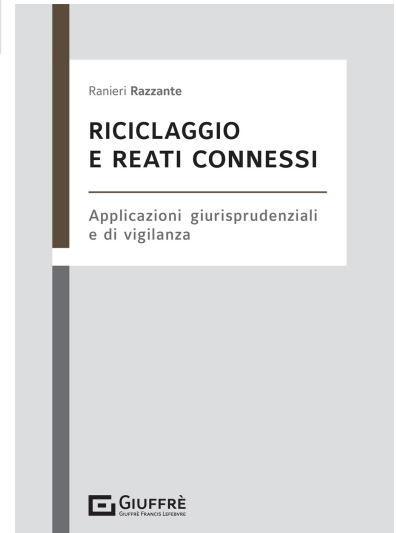 Ranieri Razzante
RICICLAGGIO
E REATI CONNESSI
Applicazioni giurisprudenziali
e di vigilanza
GIUFFRÈ
GIUFFRÈ FRANCIS LEFEBVRE